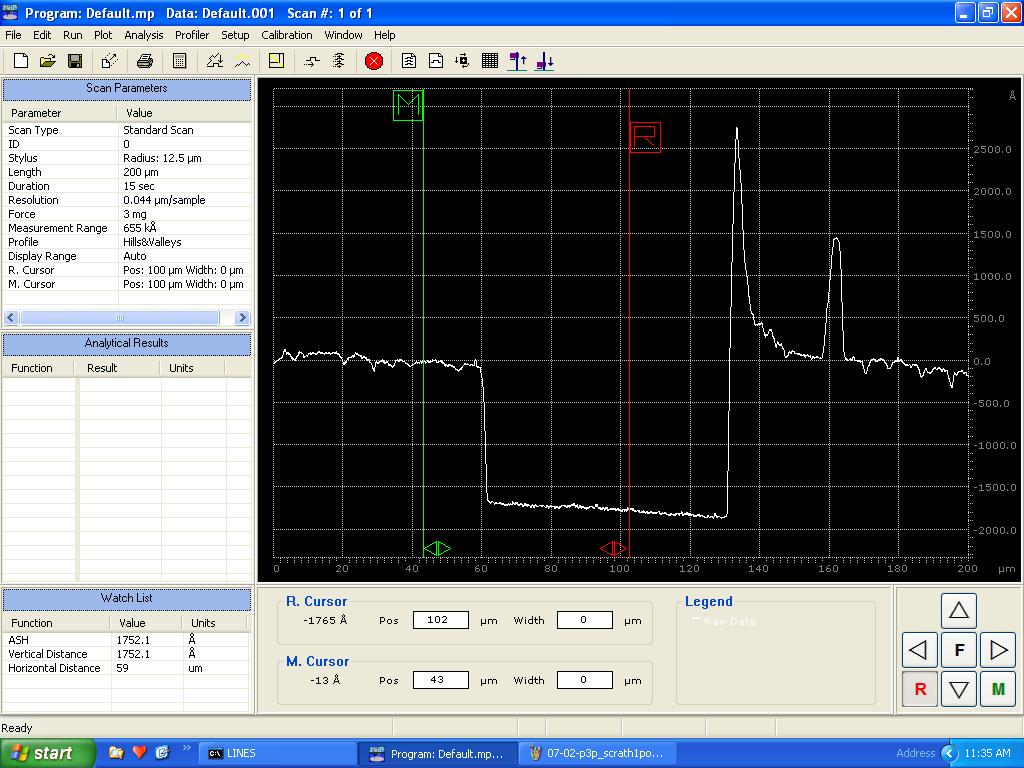 Program: Default.mp Data: Default.001 Scan #: 1 of 1
File Edit Run Plot Analysis Profiler Setup Calibration Window Help
Scan Parameters
Parameter Value
Scan Type Standard Scan
ID 0
Stylus Radius: 12.5 µm
Length 200 µm
Duration 15 sec
Resolution 0.044 µm/sample
Force 3 mg
Measurement Range 655 kÅ
Profile Hills&Valleys
Display Range Auto
R. Cursor Pos: 100 µm Width: 0 µm
M. Cursor Pos: 100 µm Width: 0 µm
Analytical Results
Function Result Units
Watch List
Function Value Units
ASH 1752.1 Å
Vertical Distance 1752.1 Å
Horizontal Distance 59 um
M
R
Å
2500.0
2000.0
1500.0
1000.0
500.0
0.0
-500.0
-1000.0
-1500.0
-2000.0
0 20 40 60 80 100 120 140 160 180 200 µm
R. Cursor
-1765 Å Pos 102 µm Width 0 µm
M. Cursor
-13 Å Pos 43 µm Width 0 µm
Legend
Raw Data
F
R
M
Ready
start
LINES
Program: Default.mp...
07-02-p3p_scrath1po...
Address
11:35 AM